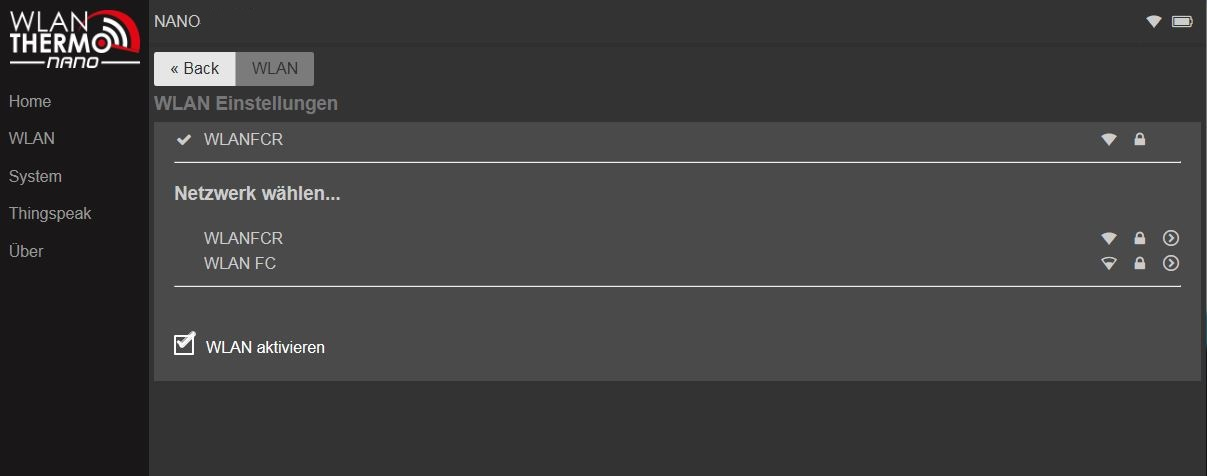 WLAN
THERMO
nano
NANO
« Back WLAN
Home
WLAN
System
Thingspeak
Über
WLAN Einstellungen
WLANFCR
Netzwerk wählen...
WLANFCR
WLAN FC
WLAN aktivieren